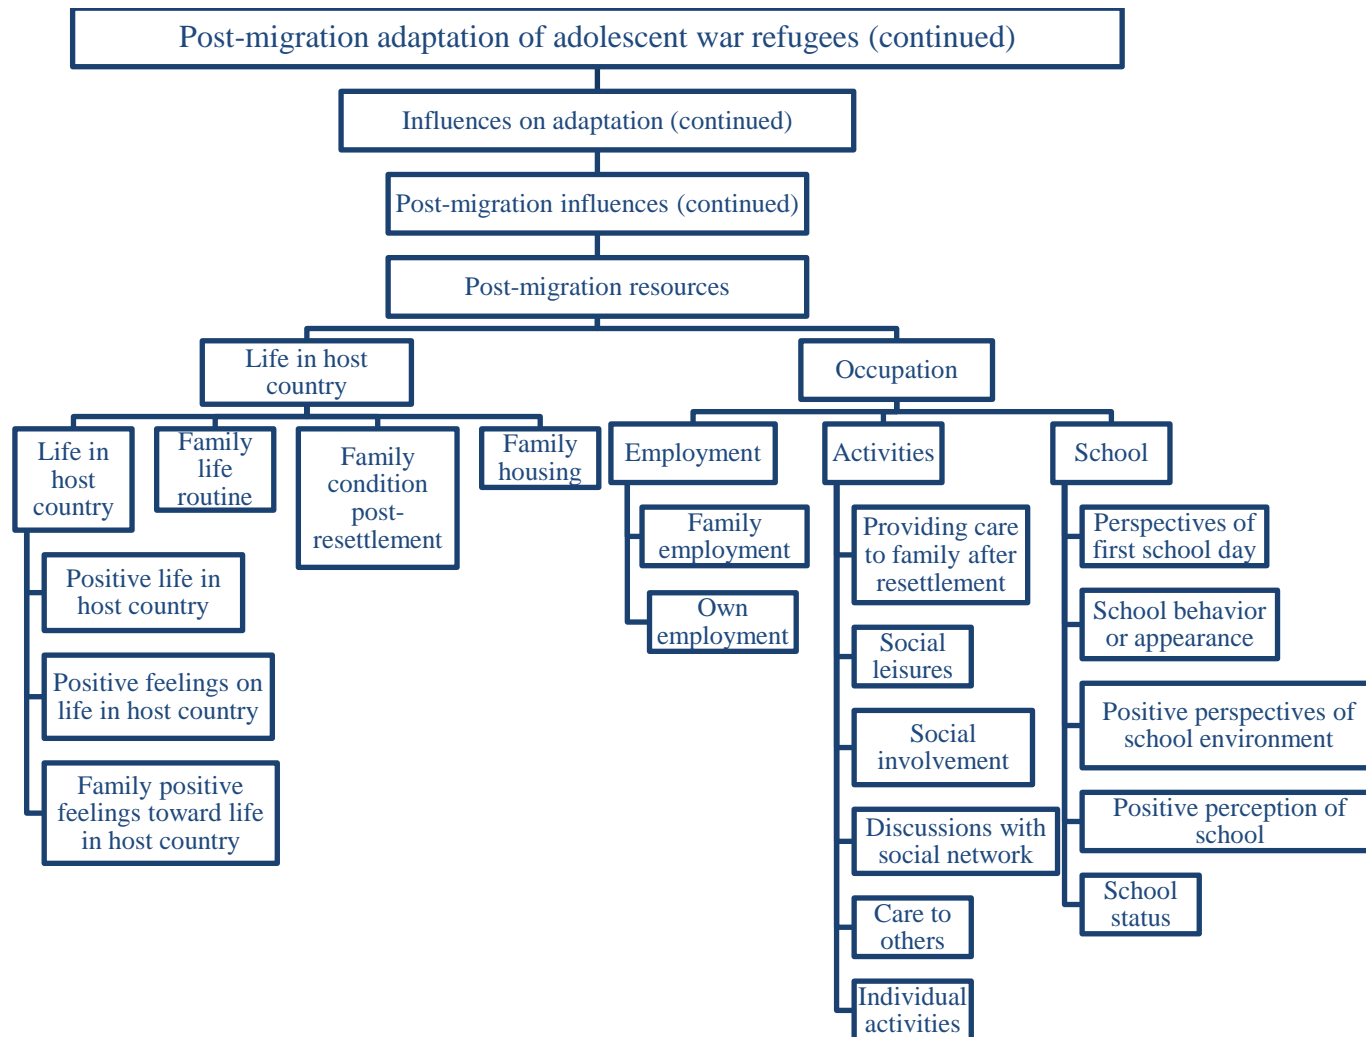 Post-migration adaptation of adolescent war refugees (continued)
Influences on adaptation (continued)
Post-migration influences (continued)
Post-migration resources
Life in host
country
Occupation
Life in
host
country
Family
life
routine
Family
condition
post-
resettlement
Family
housing
Employment
Activities
School
Positive life in
host country
Positive feelings on
life in host country
Family positive
feelings toward life
in host country
Family
employment
Own
employment
Providing care
to family after
resettlement
Social
leisures
Social
involvement
Discussions with
social network
Care to
others
Individual
activities
Perspectives of
first school day
School behavior
or appearance
Positive perspectives of
school environment
Positive perception of
school
School
status